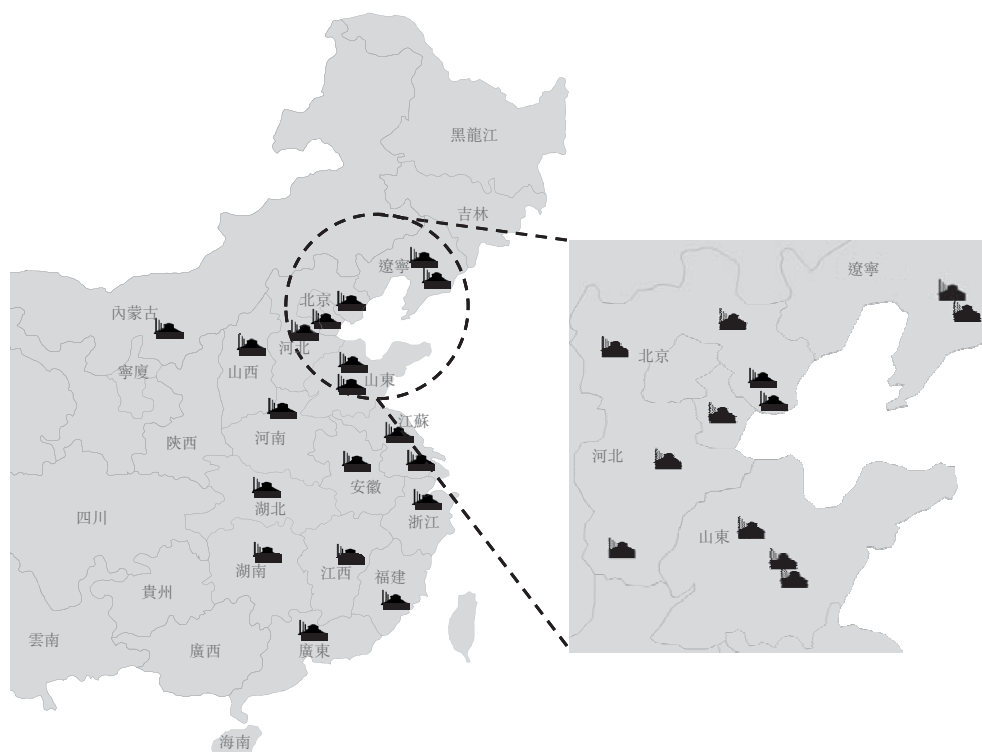 黑龍江
吉林
遼寧
內蒙古
北京
河北
寧廈
山西
山東
陝西
河南
江蘇
安徽
湖北
四川
浙江
湖南
江西
福建
貴州
雲南
廣西
廣東
海南
遼寧
北京
河北
山東